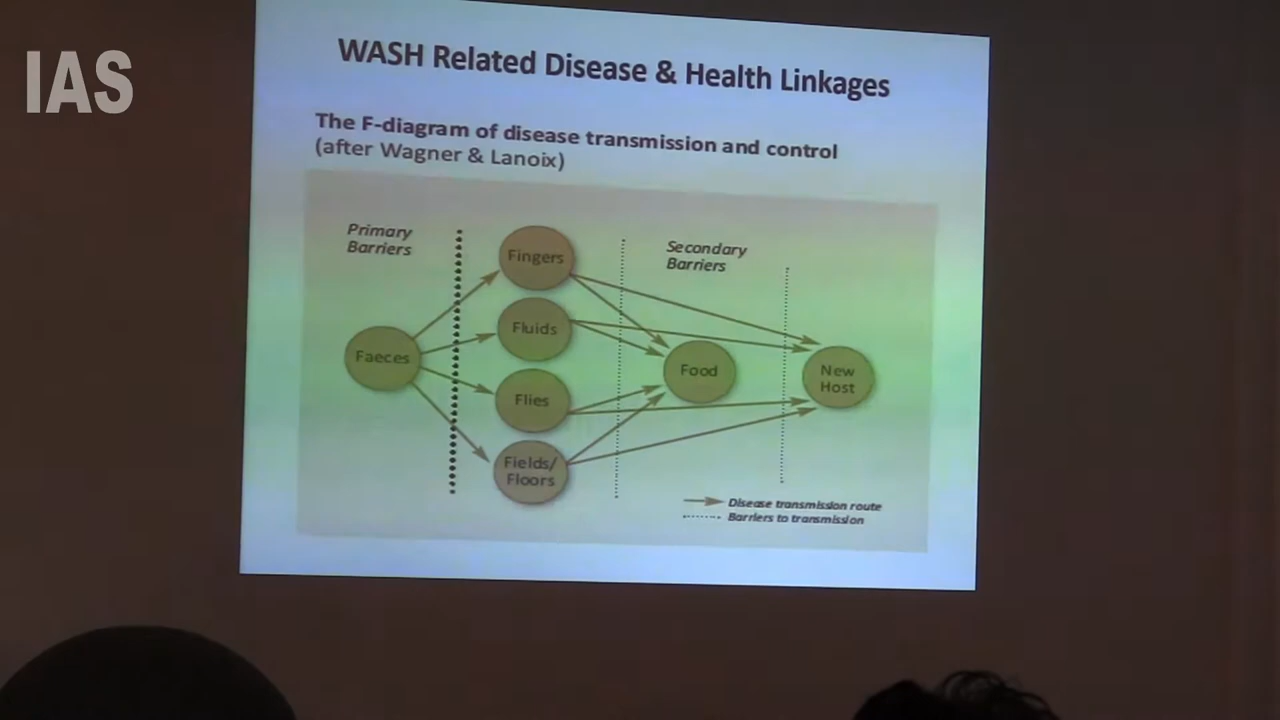 IAS
WASH Related Disease & Health Linkages
The F-diagram of disease transmission and control
(after Wagner & Lanoix)
Primary
Barriers
Fingers
Secondary
Barriers
Fluids
Faeces
Food
New
Host
Flies
Fields/
Floors
Disease transmission route
Barriers to transmission